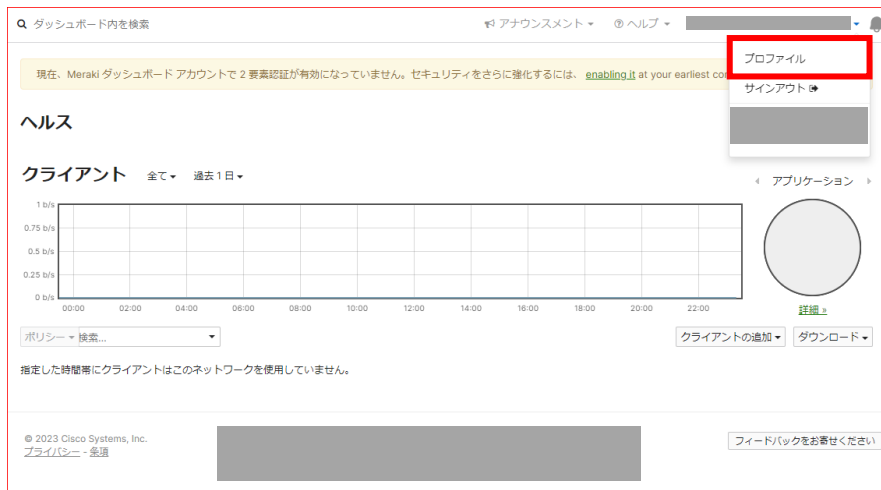 ダッシュボード内を検索
アナウンスメント
ヘルプ
プロファイル
サインアウト
現在、Meraki ダッシュボード アカウントで 2 要素認証が有効になっていません。セキュリティをさらに強化するには、 enabling it at your earliest
ヘルス
クライアント 全て 過去 1 日
アプリケーション
1 b/s
0.75 b/s
0.5 b/s
0.25 b/s
0 b/s
00:00 02:00 04:00 06:00 08:00 10:00 12:00 14:00 16:00 18:00 20:00 22:00
詳細 »
ポリシー 検索... クライアントの追加 ダウンロード
指定した時間帯にクライアントはこのネットワークを使用していません。
© 2023 Cisco Systems, Inc.
プライバシー - 条項
フィードバックをお寄せください